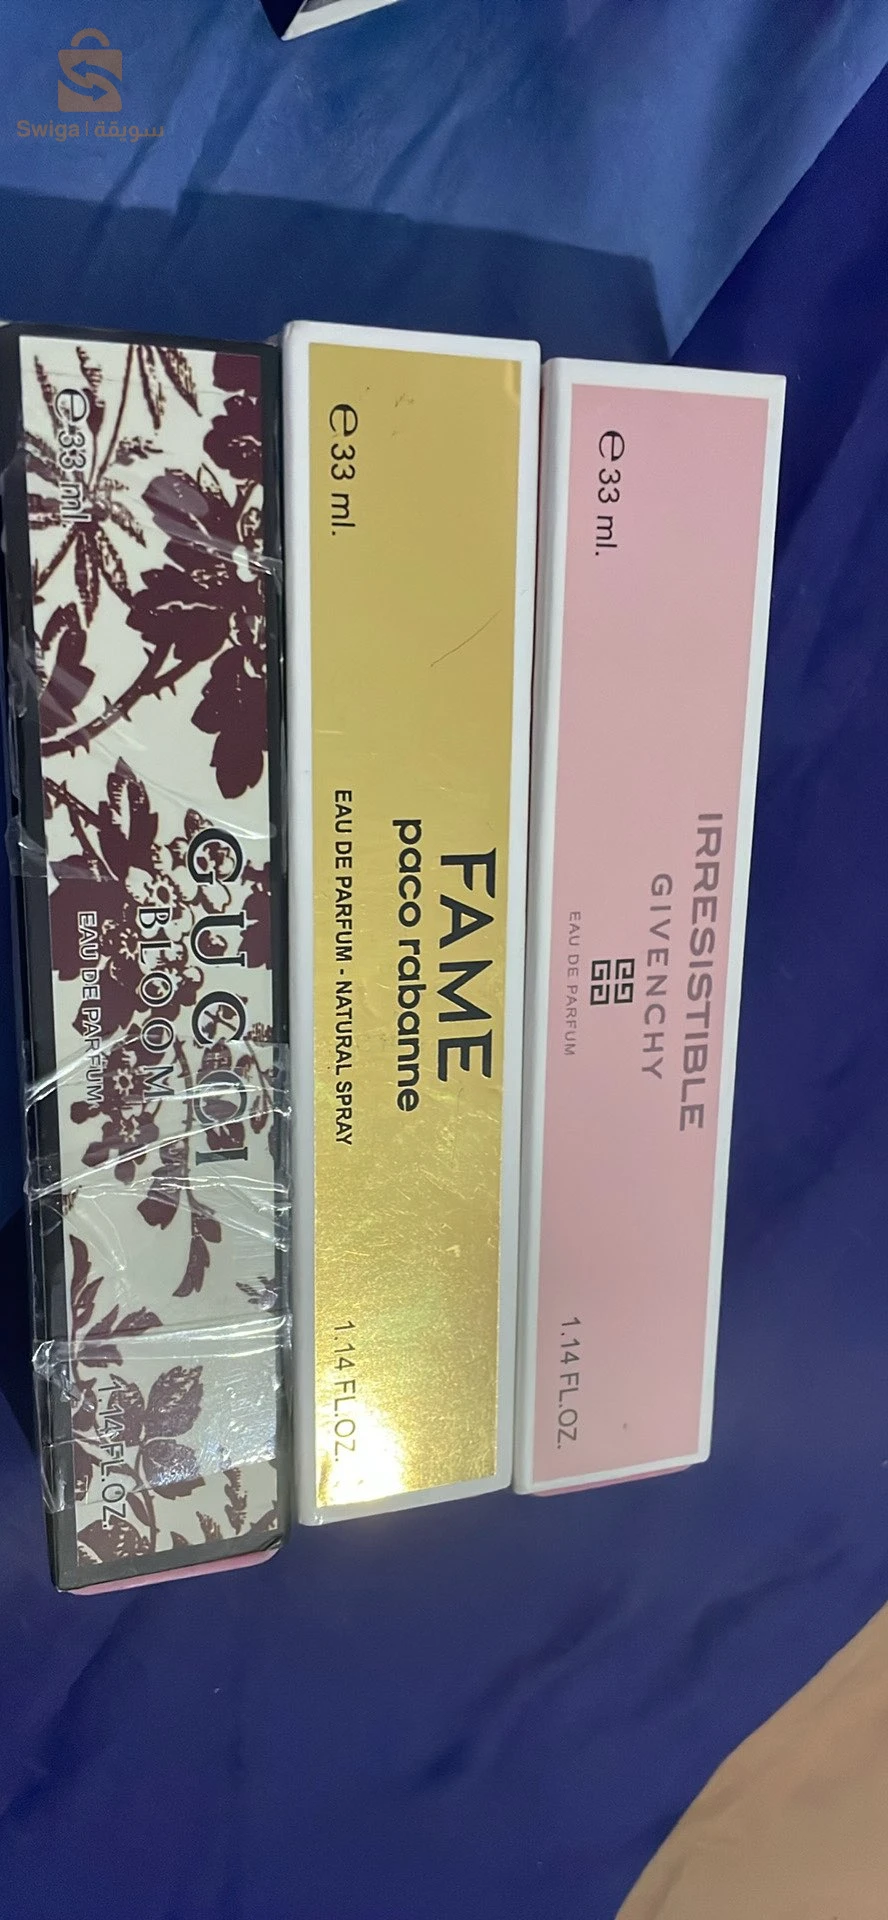 Swiga | سويقة
e 33 ml.
GUCCI
BLOOM
EAU DE PARFUM
1.14 FL.OZ.
e 33 ml.
FAME
paco rabanne
EAU DE PARFUM - NATURAL SPRAY
1.14 FL.OZ.
e 33 ml.
IRRESISTIBLE
GIVENCHY
EAU DE PARFUM
1.14 FL.OZ.